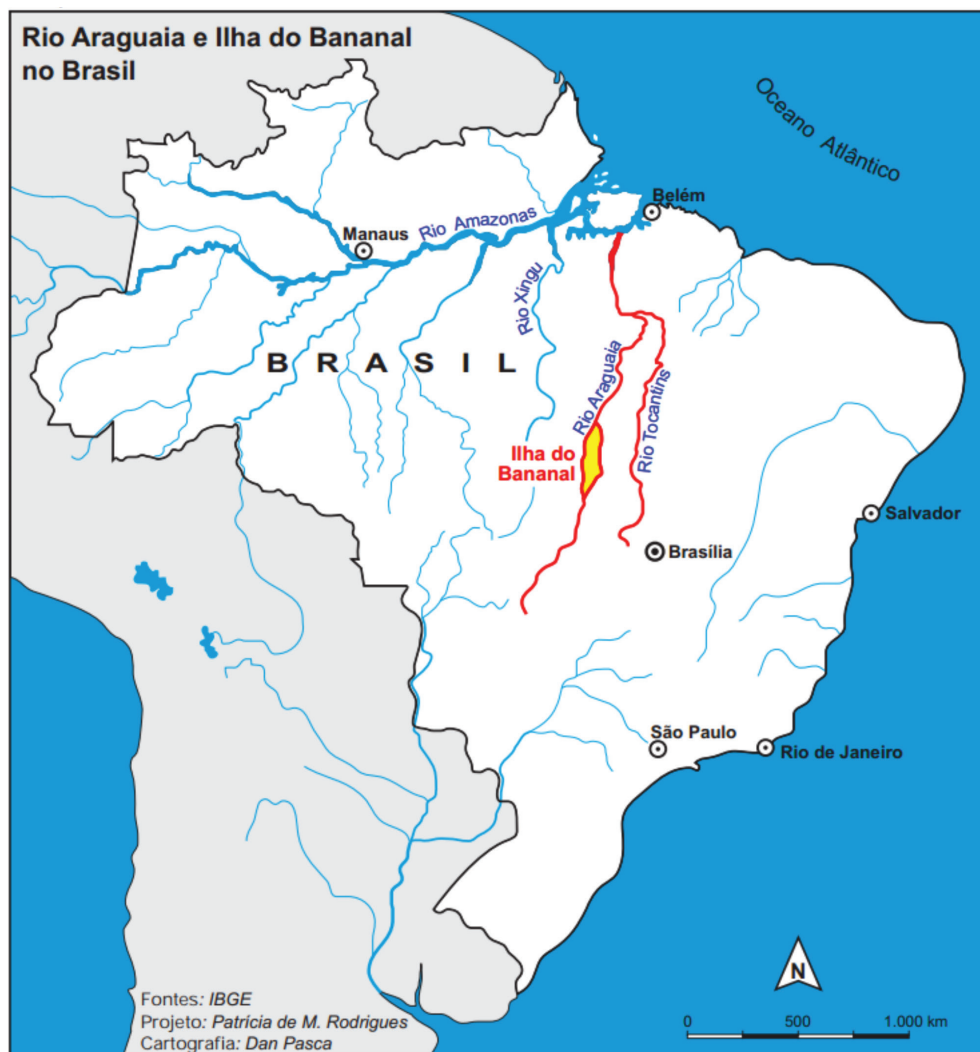 Rio Araguaia e Ilha do Bananal
no Brasil
Oceano Atlântico
Belém
Manaus
Rio Amazonas
Rio Xingu
BRASIL
Rio Araguaia
Rio Tocantins
Ilha do
Bananal
Salvador
Brasília
São Paulo
Rio de Janeiro
N
Fontes: IBGE
Projeto: Patricia de M. Rodrigues
Cartografia: Dan Pasca
0 500 1.000 km